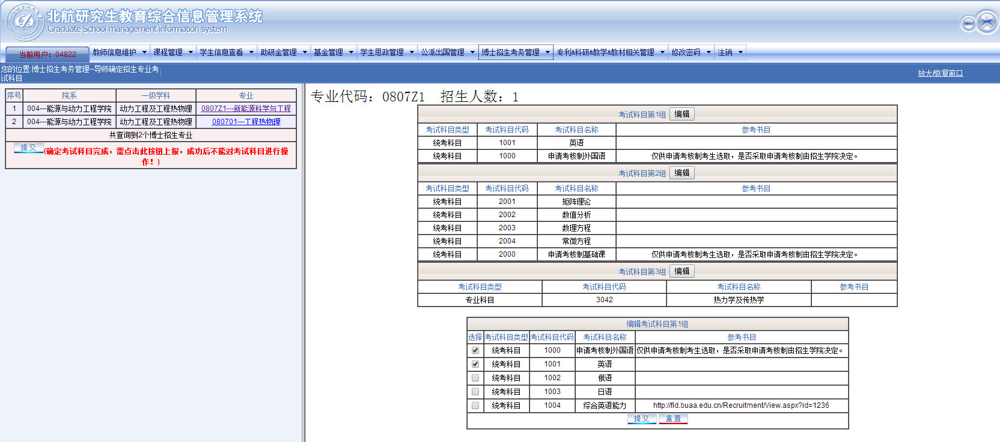 北航研究生教育综合信息管理系统
Graduate School management information system
当前用户：04822 教师信息维护 课程管理 学生信息查看 助研金管理 基金管理 学生思政管理 公派出国管理 博士招生考务管理 专利&科研&教学&教材相关管理 修改密码 注销
您的位置:博士招生考务管理--导师确定招生专业考
试科目
放大/恢复窗口
序号 院系 一级学科 专业
1 004---能源与动力工程学院 动力工程及工程热物理 0807Z1---新能源科学与工程
2 004---能源与动力工程学院 动力工程及工程热物理 080701---工程热物理
共查询到2个博士招生专业
提交 (确定考试科目完成，需点击此按钮上报，成功后不能对考试科目进行操
作！)
专业代码：0807Z1 招生人数：1
考试科目第1组 编辑
考试科目类型 考试科目代码 考试科目名称 参考书目
统考科目 1001 英语
统考科目 1000 申请考核制外国语 仅供申请考核制考生选取，是否采取申请考核制由招生学院决定。
考试科目第2组 编辑
考试科目类型 考试科目代码 考试科目名称 参考书目
统考科目 2001 矩阵理论
统考科目 2002 数值分析
统考科目 2003 数理方程
统考科目 2004 常微方程
统考科目 2000 申请考核制基础课 仅供申请考核制考生选取，是否采取申请考核制由招生学院决定。
考试科目第3组 编辑
考试科目类型 考试科目代码 考试科目名称 参考书目
专业科目 3042 热力学及传热学
编辑考试科目第1组
选择 考试科目类型 考试科目代码 考试科目名称 参考书目
统考科目 1000 申请考核制外国语 仅供申请考核制考生选取，是否采取申请考核制由招生学院决定。
统考科目 1001 英语
统考科目 1002 俄语
统考科目 1003 日语
统考科目 1004 综合英语能力 http://fld.buaa.edu.cn/Recruitment/View.aspx?id=1236
提交 重置